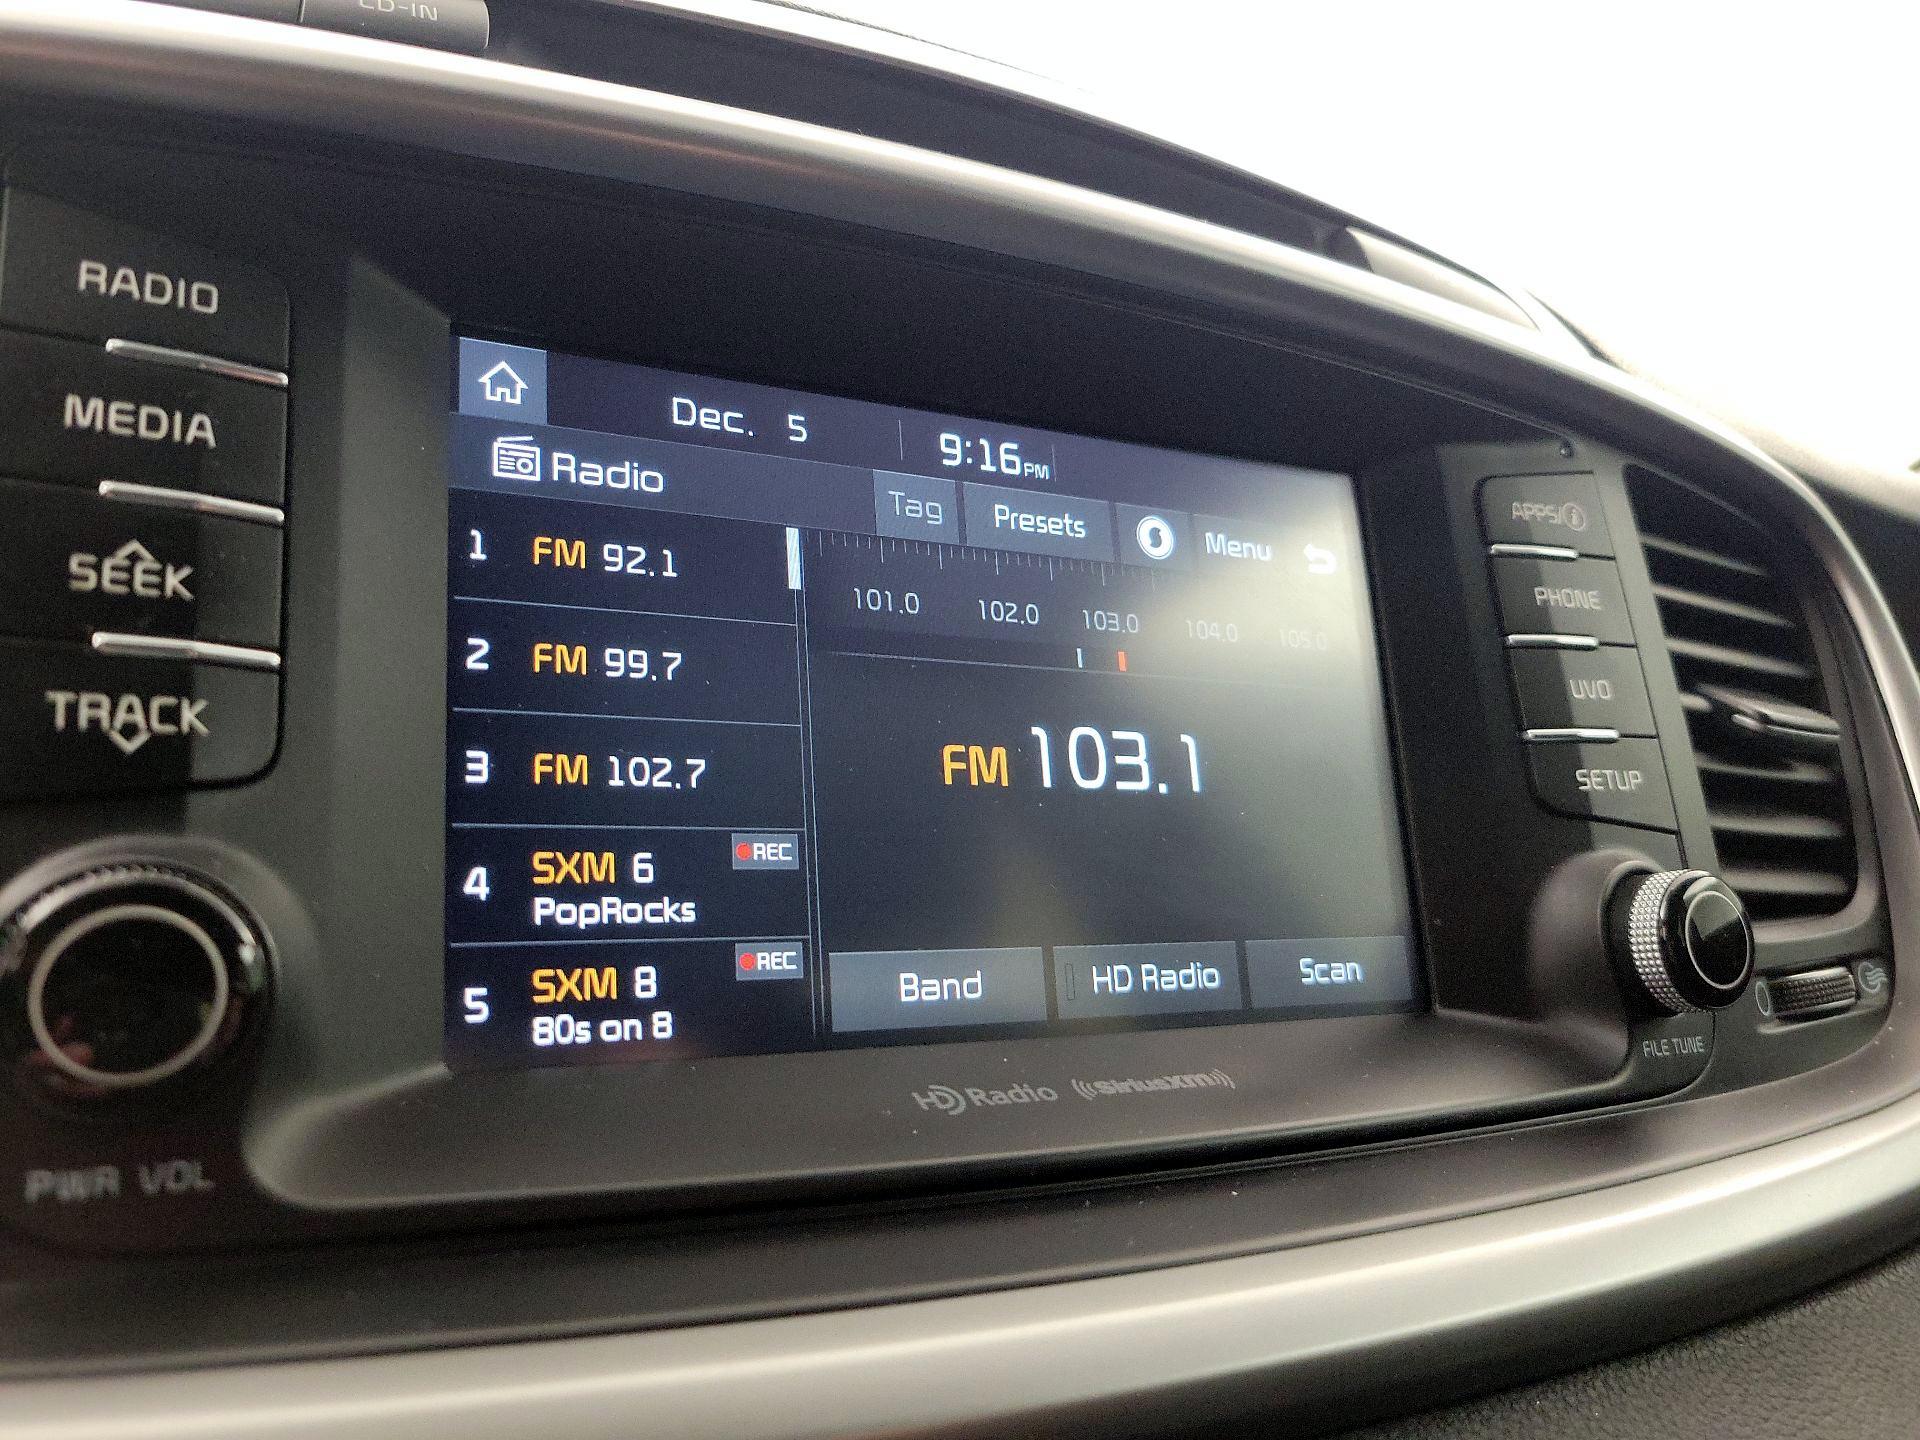 CD-IN
RADIO
MEDIA
SEEK
TRACK
PWR VOL
Dec. 5 9:16PM
Radio
Tag Presets Menu
1 FM 92.1
2 FM 99.7
3 FM 102.7
4 SXM 6 REC
PopRocks
5 SXM 8 REC
80s on 8
101.0 102.0 103.0 104.0 105.0
FM 103.1
Band HD Radio Scan
HD Radio SiriusXM
APPS/i
PHONE
UVO
SETUP
FILE TUNE